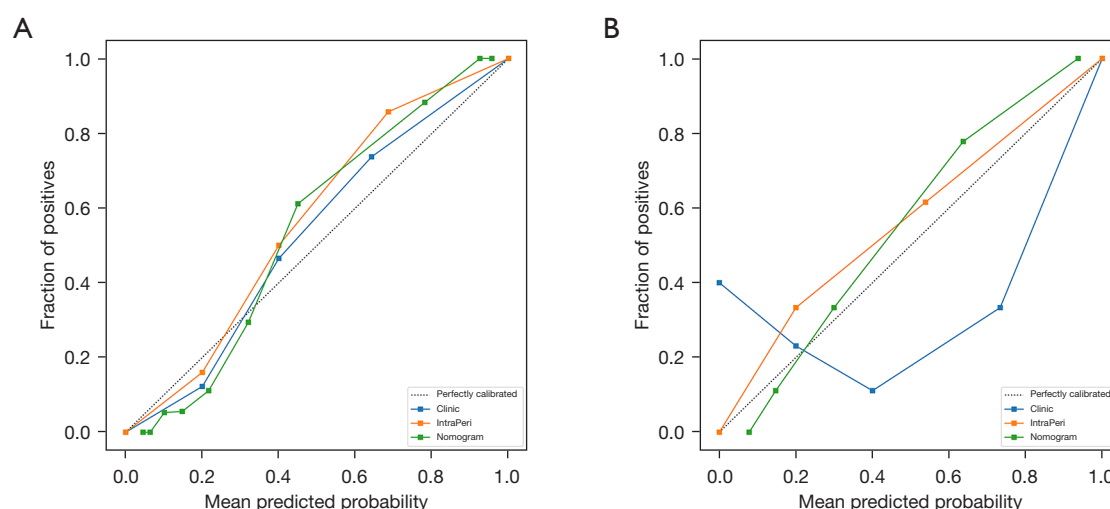 A
1.0
0.8
0.6
0.4
0.2
0.0
Fraction of positives
Perfectly calibrated
Clinic
IntraPeri
Nomogram
0.0 0.2 0.4 0.6 0.8 1.0
Mean predicted probability
B
1.0
0.8
0.6
0.4
0.2
0.0
Fraction of positives
Perfectly calibrated
Clinic
IntraPeri
Nomogram
0.0 0.2 0.4 0.6 0.8 1.0
Mean predicted probability